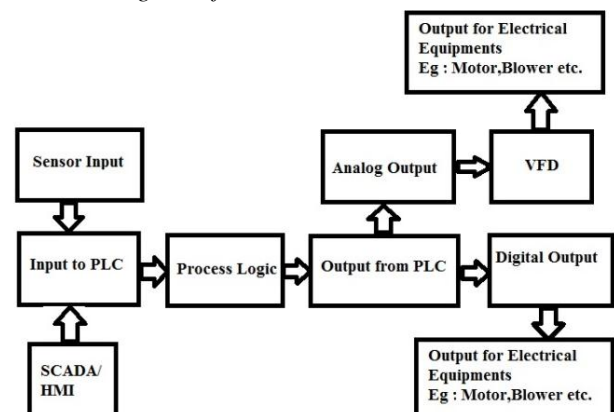 Output for Electrical
Equipments
Eg : Motor,Blower etc.
Sensor Input
Analog Output
VFD
Input to PLC
Process Logic
Output from PLC
Digital Output
SCADA/
HMI
Output for Electrical
Equipments
Eg : Motor,Blower etc.